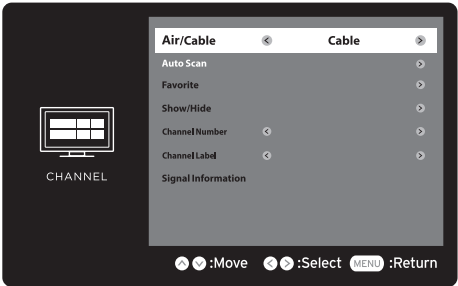 Air/Cable Cable
Auto Scan
Favorite
Show/Hide
Channel Number
Channel Label
Signal Information
CHANNEL
:Move :Select MENU :Return